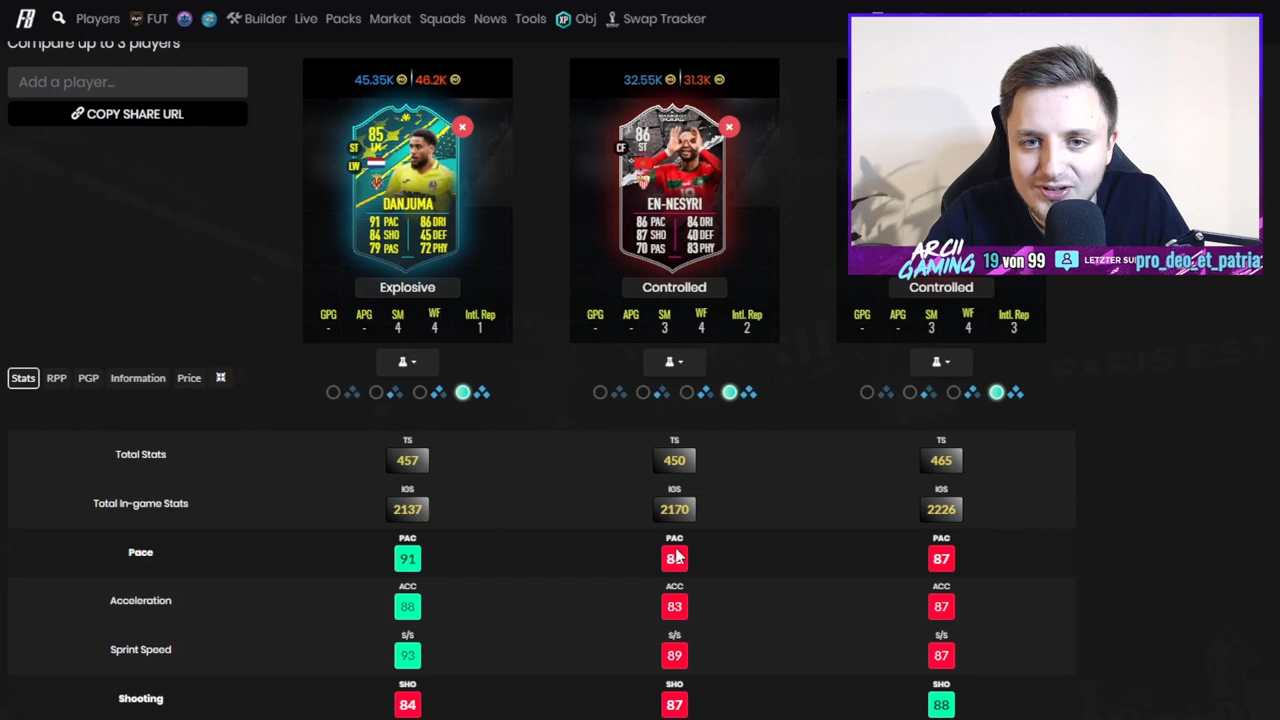 FB Players FUT Builder Live Packs Market Squads News Tools XP Obj Swap Tracker
Compare up to 3 players
Add a player...
COPY SHARE URL
45.35K 46.2K
85
LM
ST
LW
DANJUMA
91 PAC 86 DRI
84 SHO 45 DEF
79 PAS 72 PHY
Explosive
GPG APG SM WF Intl. Rep
- - 4 4 1
32.55K 31.3K
86
ST
CF
EN-NESYRI
86 PAC 84 DRI
87 SHO 40 DEF
70 PAS 83 PHY
Controlled
GPG APG SM WF Intl. Rep
- - 3 4 2
ARCII
GAMING
19 von 99
LETZTER SU
pro_deo_et_patria
Controlled
GPG APG SM WF Intl. Rep
- - 3 4 3
Stats RPP PGP Information Price
TS TS TS
Total Stats 457 450 465
IGS IGS IGS
Total In-game Stats 2137 2170 2226
PAC PAC PAC
Pace 91 8 87
ACC ACC ACC
Acceleration 88 83 87
S/S S/S S/S
Sprint Speed 93 89 87
SHO SHO SHO
Shooting 84 87 88